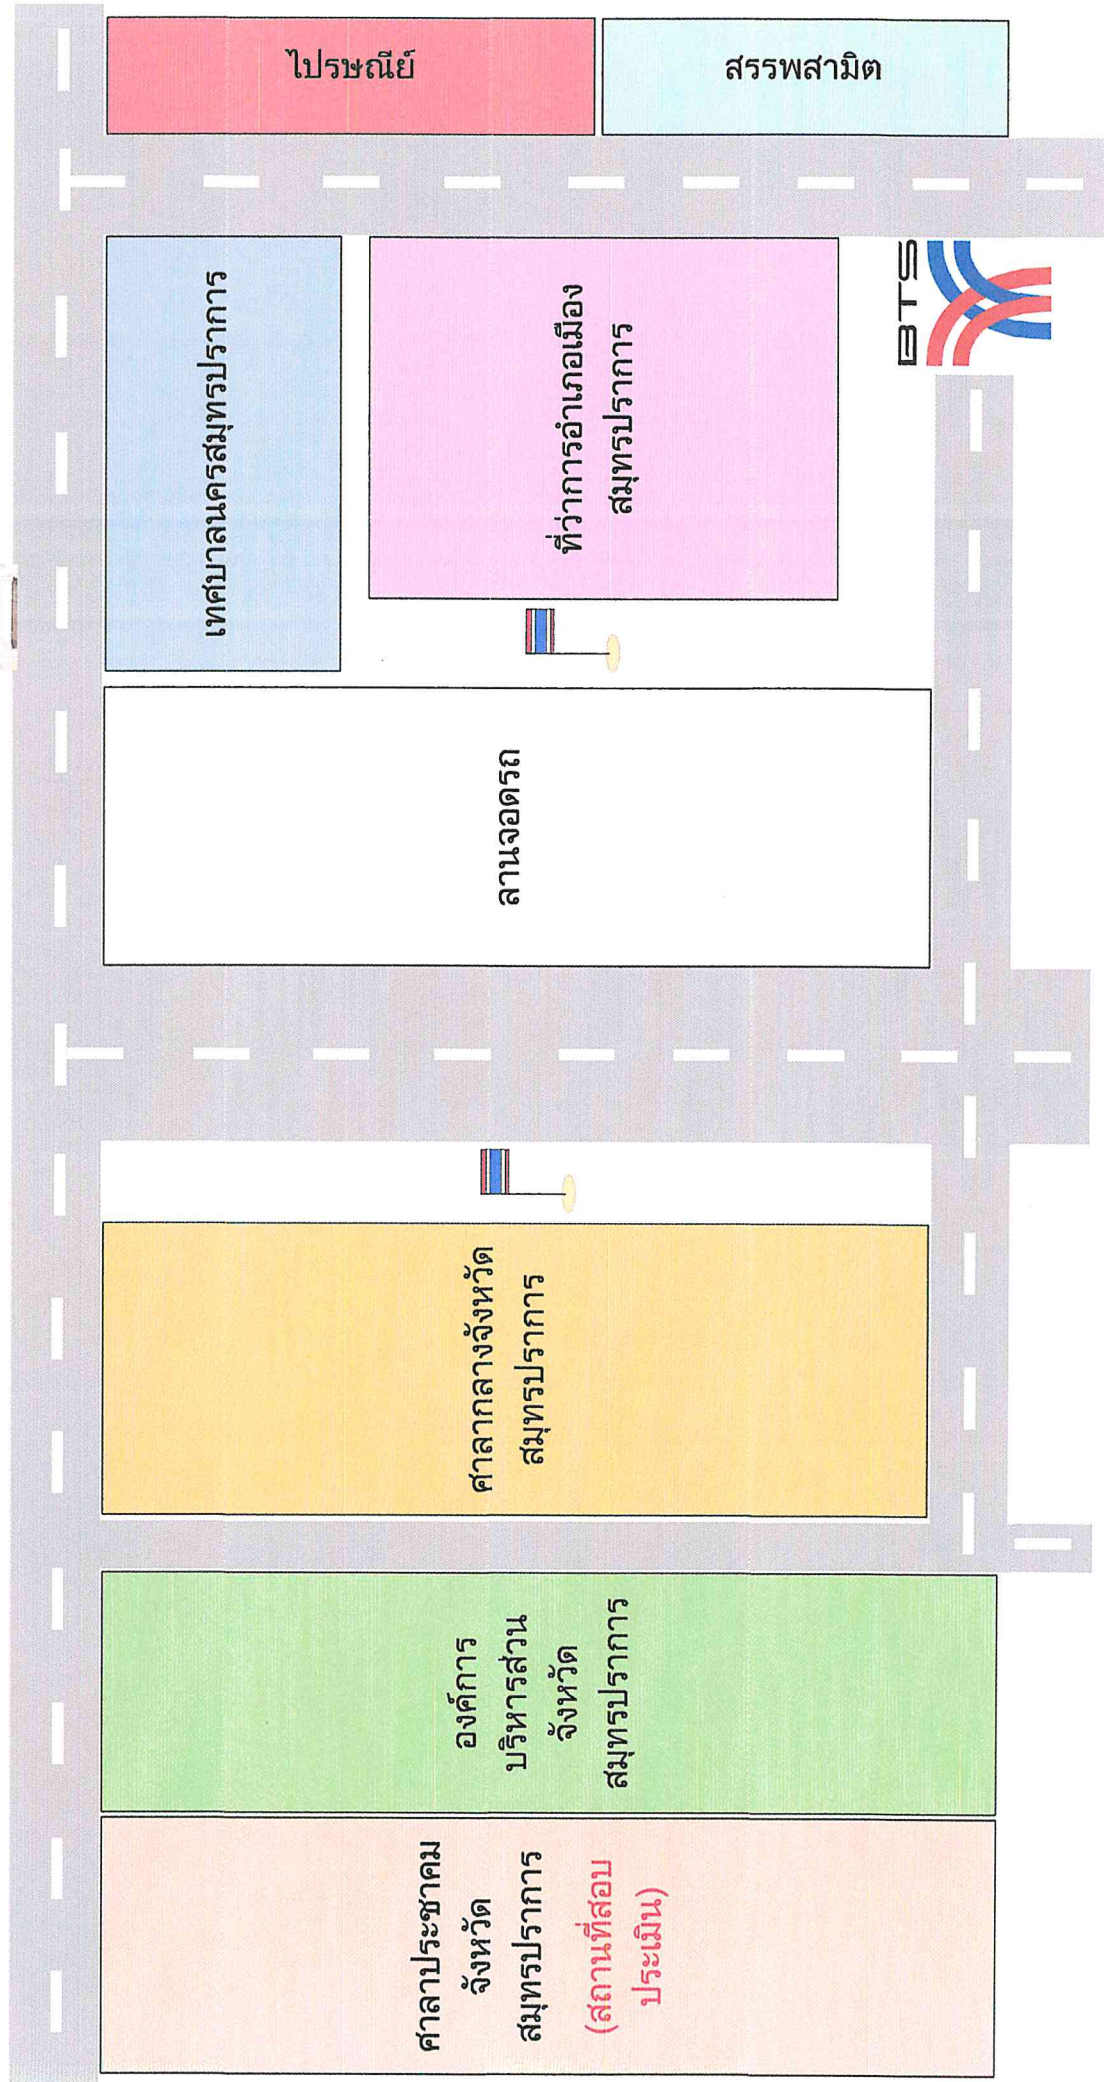 ไปรษณีย์
สรรพสามิต
เทศบาลนครสมุทรปราการ
ที่ว่าการอำเภอเมือง
สมุทรปราการ
BTS
ลานจอดรถ
ศาลากลางจังหวัด
สมุทรปราการ
องค์การ
บริหารส่วน
จังหวัด
สมุทรปราการ
ศาลาประชาคม
จังหวัด
สมุทรปราการ
(สถานที่สอบ
ประเมิน)